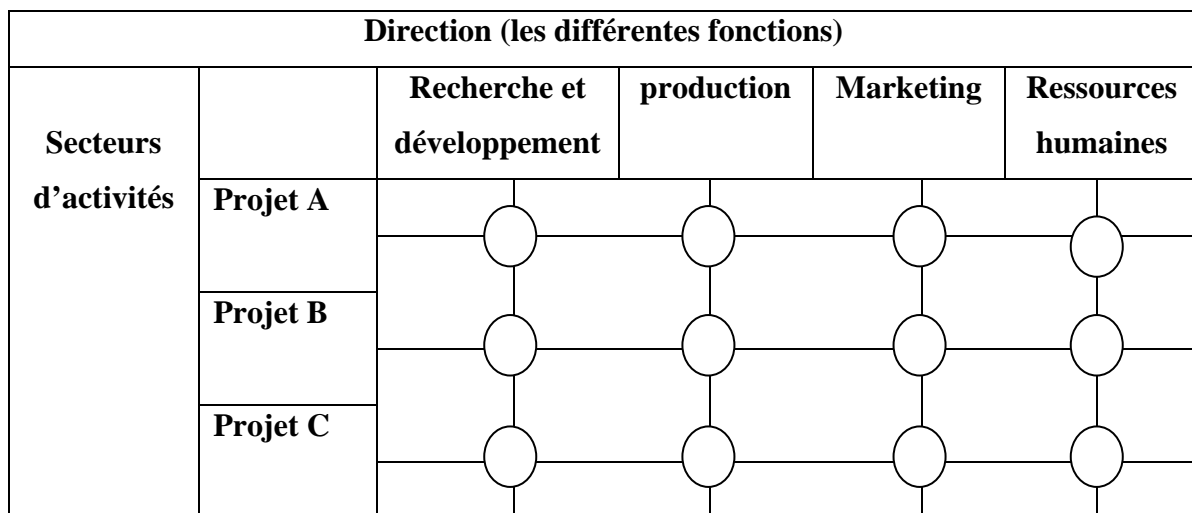 Direction (les différentes fonctions)
Secteurs
d’activités
Recherche et
développement
production
Marketing
Ressources
humaines
Projet A
Projet B
Projet C